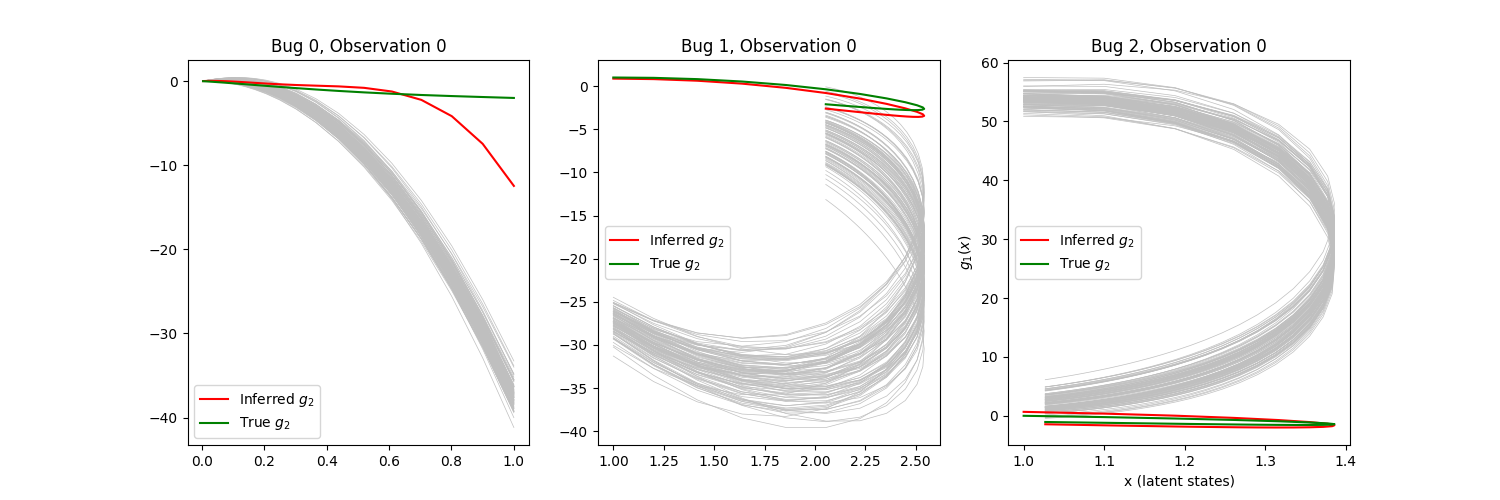 Bug 0, Observation 0
0
−10
−20
−30
−40
Inferred g₂
True g₂
0.0 0.2 0.4 0.6 0.8 1.0
Bug 1, Observation 0
0
−5
−10
−15
−20
−25
−30
−35
−40
Inferred g₂
True g₂
1.00 1.25 1.50 1.75 2.00 2.25 2.50
Bug 2, Observation 0
g₁(x)
60
50
40
30
20
10
0
Inferred g₂
True g₂
1.0 1.1 1.2 1.3 1.4
x (latent states)